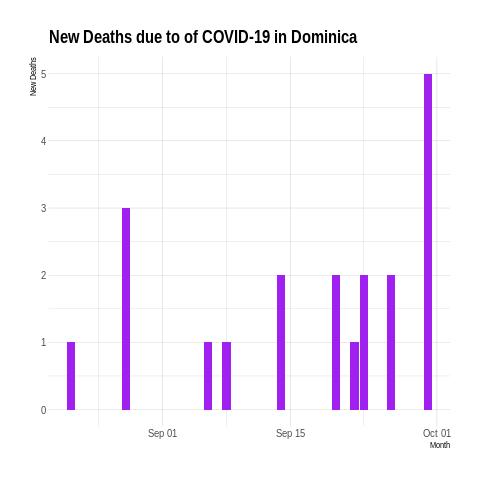 New Deaths due to of COVID-19 in Dominica
New Deaths
5
4
3
2
1
0
Sep 01
Sep 15
Oct 01
Month